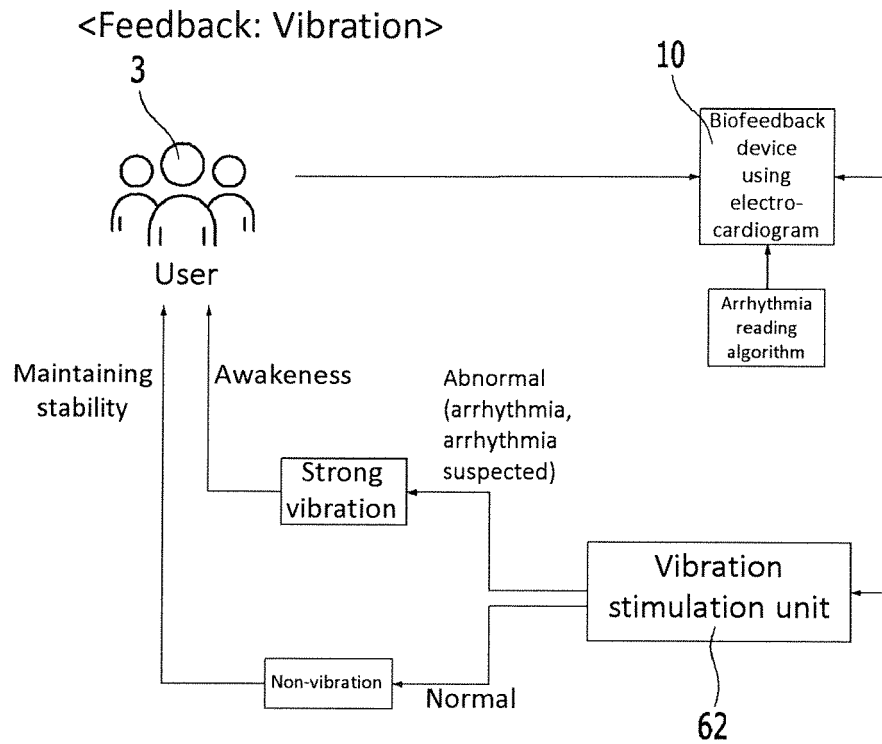 <Feedback: Vibration>
3
10
Biofeedback
device
using
electro-
cardiogram
User
Arrhythmia
reading
algorithm
Maintaining
stability
Awakeness
Abnormal
(arrhythmia,
arrhythmia
suspected)
Strong
vibration
Vibration
stimulation unit
Non-vibration
Normal
62